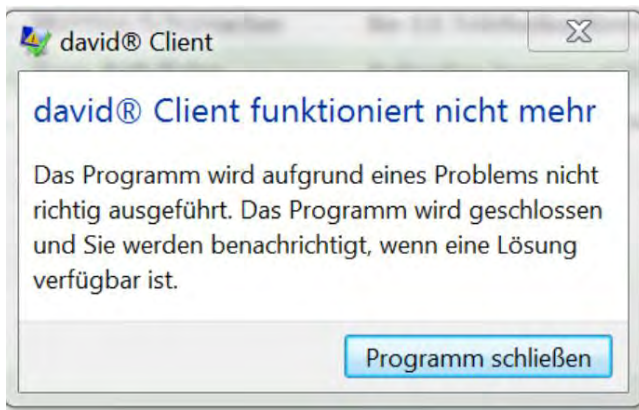 david® Client
david® Client funktioniert nicht mehr
Das Programm wird aufgrund eines Problems nicht
richtig ausgeführt. Das Programm wird geschlossen
und Sie werden benachrichtigt, wenn eine Lösung
verfügbar ist.
Programm schließen